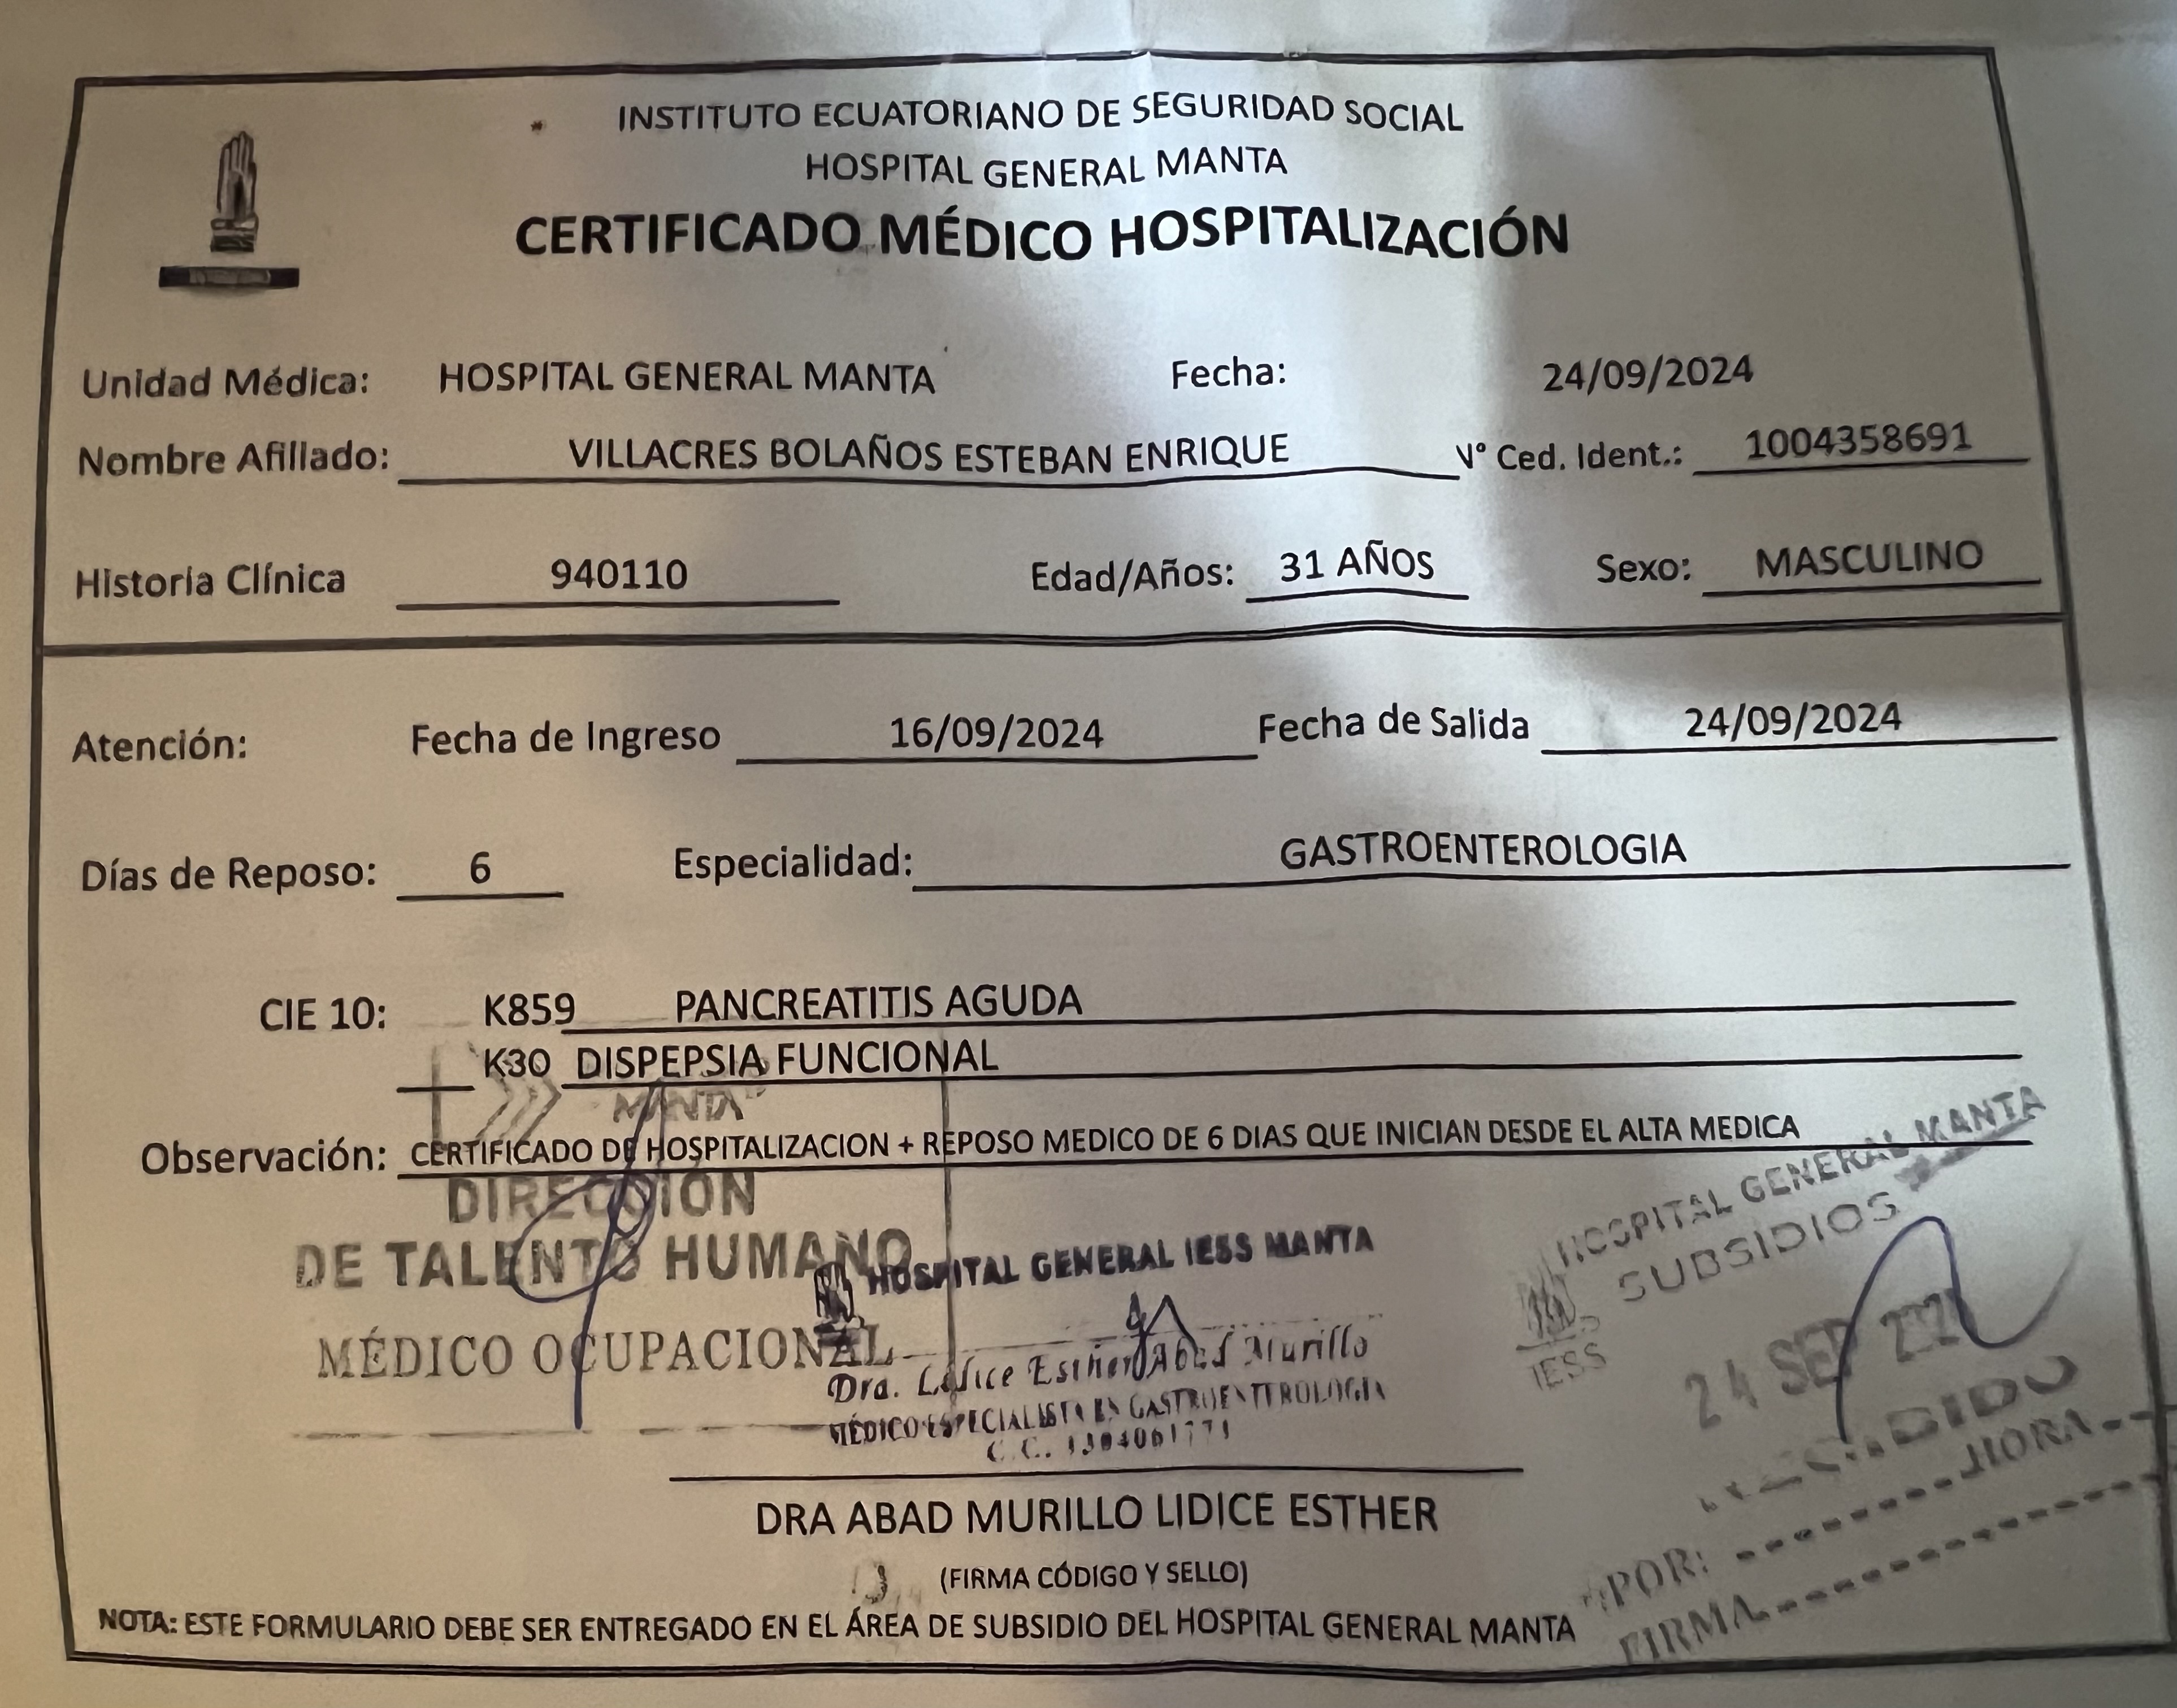 INSTITUTO ECUATORIANO DE SEGURIDAD SOCIAL
HOSPITAL GENERAL MANTA
CERTIFICADO MÉDICO HOSPITALIZACIÓN
Unidad Médica: HOSPITAL GENERAL MANTA Fecha: 24/09/2024
Nombre Afiliado: VILLACRES BOLAÑOS ESTEBAN ENRIQUE V° Ced. Ident.: 1004358691
Historia Clínica 940110 Edad/Años: 31 AÑOS Sexo: MASCULINO
Atención: Fecha de Ingreso 16/09/2024 Fecha de Salida 24/09/2024
Días de Reposo: 6 Especialidad: GASTROENTEROLOGIA
CIE 10: K859 PANCREATITIS AGUDA
K30 DISPEPSIA FUNCIONAL
MANTA
Observación: CERTIFICADO DE HOSPITALIZACION + REPOSO MEDICO DE 6 DIAS QUE INICIAN DESDE EL ALTA MEDICA
DIRECCIÓN
DE TALENTO HUMANO
MÉDICO OCUPACIONAL
HOSPITAL GENERAL IESS MANTA
Dra. Lidice Esther Abad Murillo
MÉDICO ESPECIALISTA EN GASTROENTEROLOGIA
C.C.
HOSPITAL GENERAL MANTA
SUBSIDIOS
IESS
24 SEP
RECIBIDO
HORA
POR:
FIRMA
DRA ABAD MURILLO LIDICE ESTHER
(FIRMA CÓDIGO Y SELLO)
NOTA: ESTE FORMULARIO DEBE SER ENTREGADO EN EL ÁREA DE SUBSIDIO DEL HOSPITAL GENERAL MANTA